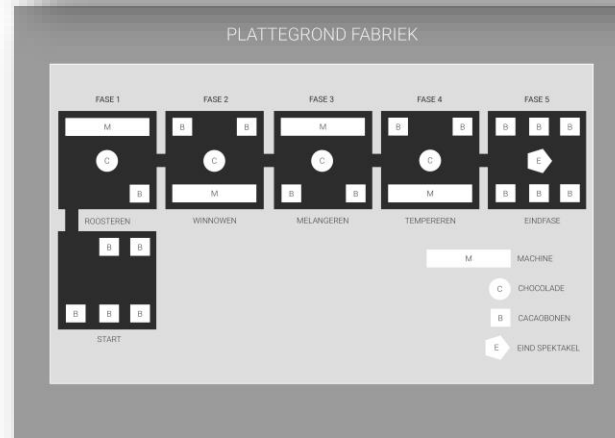 PLATTEGROND FABRIEK
FASE 1 FASE 2 FASE 3 FASE 4 FASE 5
M B B M B B B B B
C C C C E
B M B B M B B B
ROOSTEREN WINNOWEN MELANGEREN TEMPEREREN EINDFASE
B B
B B B
START
M MACHINE
C CHOCOLADE
B CACAOBONEN
E EIND SPEKTAKEL